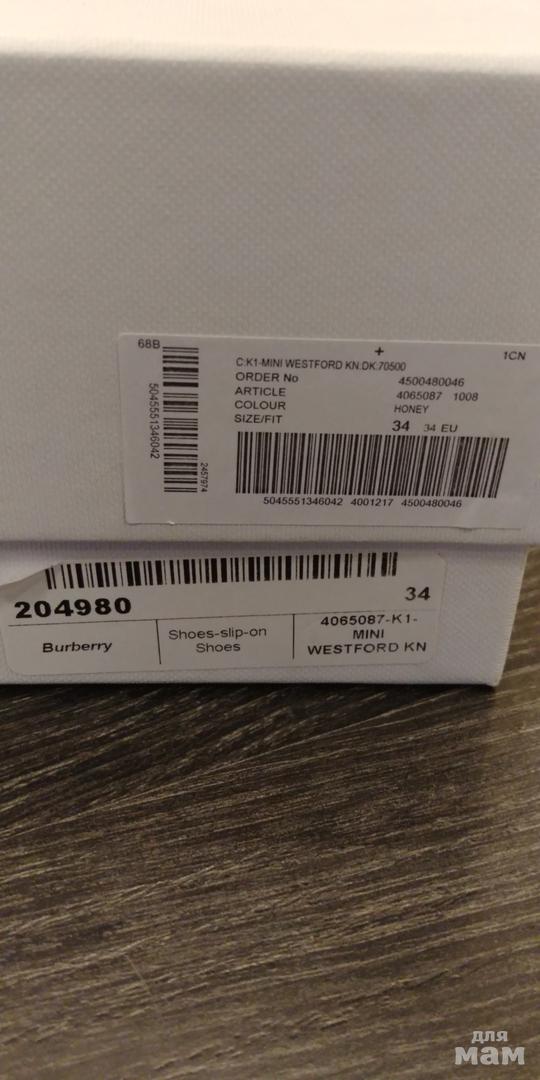 68B
1CN
C:K1-MINI WESTFORD KN:DK:70500
ORDER No 4500480046
ARTICLE 4065087 1008
COLOUR HONEY
SIZE/FIT 34 34 EU
5045551346042
2457974
5045551346042 4001217 4500480046
204980 34
Burberry
Shoes-slip-on
Shoes
4065087-K1-
MINI
WESTFORD KN
для
мам